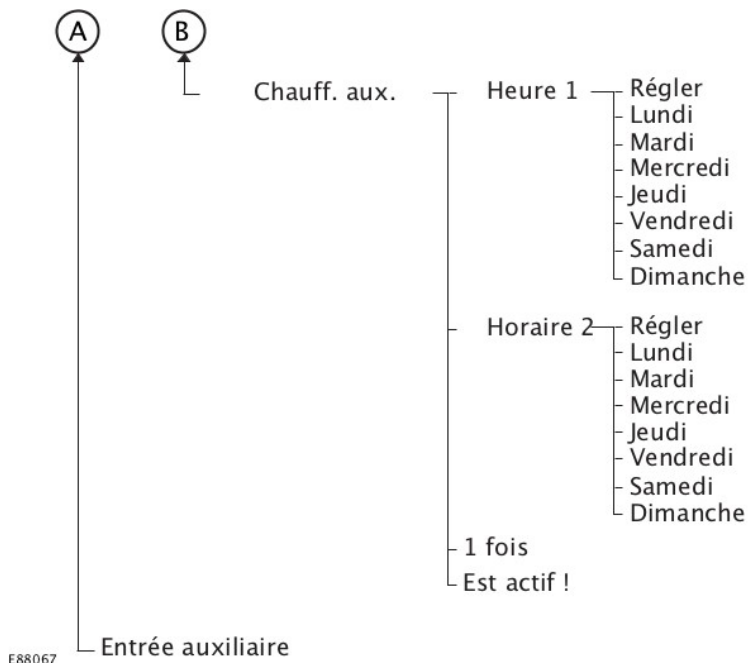 A B
Chauff. aux. Heure 1 Régler
Lundi
Mardi
Mercredi
Jeudi
Vendredi
Samedi
Dimanche
Horaire 2 Régler
Lundi
Mardi
Mercredi
Jeudi
Vendredi
Samedi
Dimanche
1 fois
Est actif !
Entrée auxiliaire
E88067